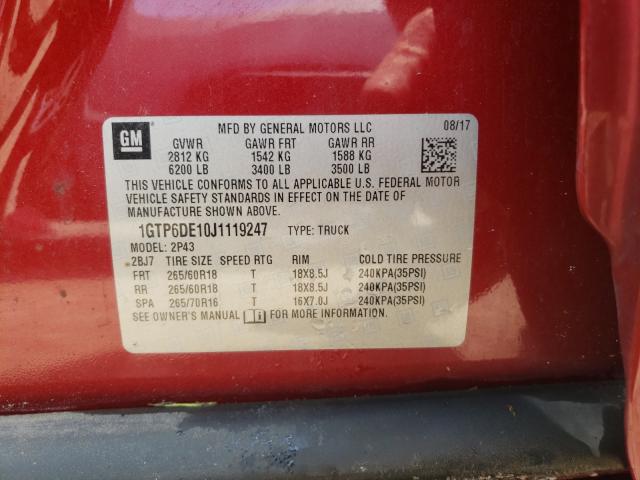 GM
MFD BY GENERAL MOTORS LLC 08/17
GVWR GAWR FRT GAWR RR
2812 KG 1542 KG 1588 KG
6200 LB 3400 LB 3500 LB
THIS VEHICLE CONFORMS TO ALL APPLICABLE U.S. FEDERAL MOTOR
VEHICLE SAFETY STANDARDS IN EFFECT ON THE DATE OF
MANUFACTURE SHOWN ABOVE.
1GTP6DE10J1119247 TYPE: TRUCK
MODEL: 2P43
2BJ7 TIRE SIZE SPEED RTG RIM COLD TIRE PRESSURE
FRT 265/60R18 T 18X8.5J 240KPA(35PSI)
RR 265/60R18 T 18X8.5J 240KPA(35PSI)
SPA 265/70R16 T 16X7.0J 240KPA(35PSI)
SEE OWNER'S MANUAL FOR MORE INFORMATION.